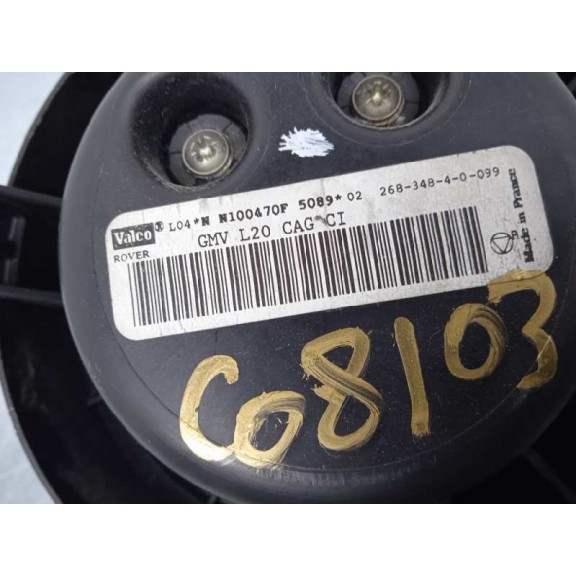 Valeo® L04*N N100470F 5089*02 268-348-4-0-099
ROVER GMV L20 CAG CI
Made in France
C08103